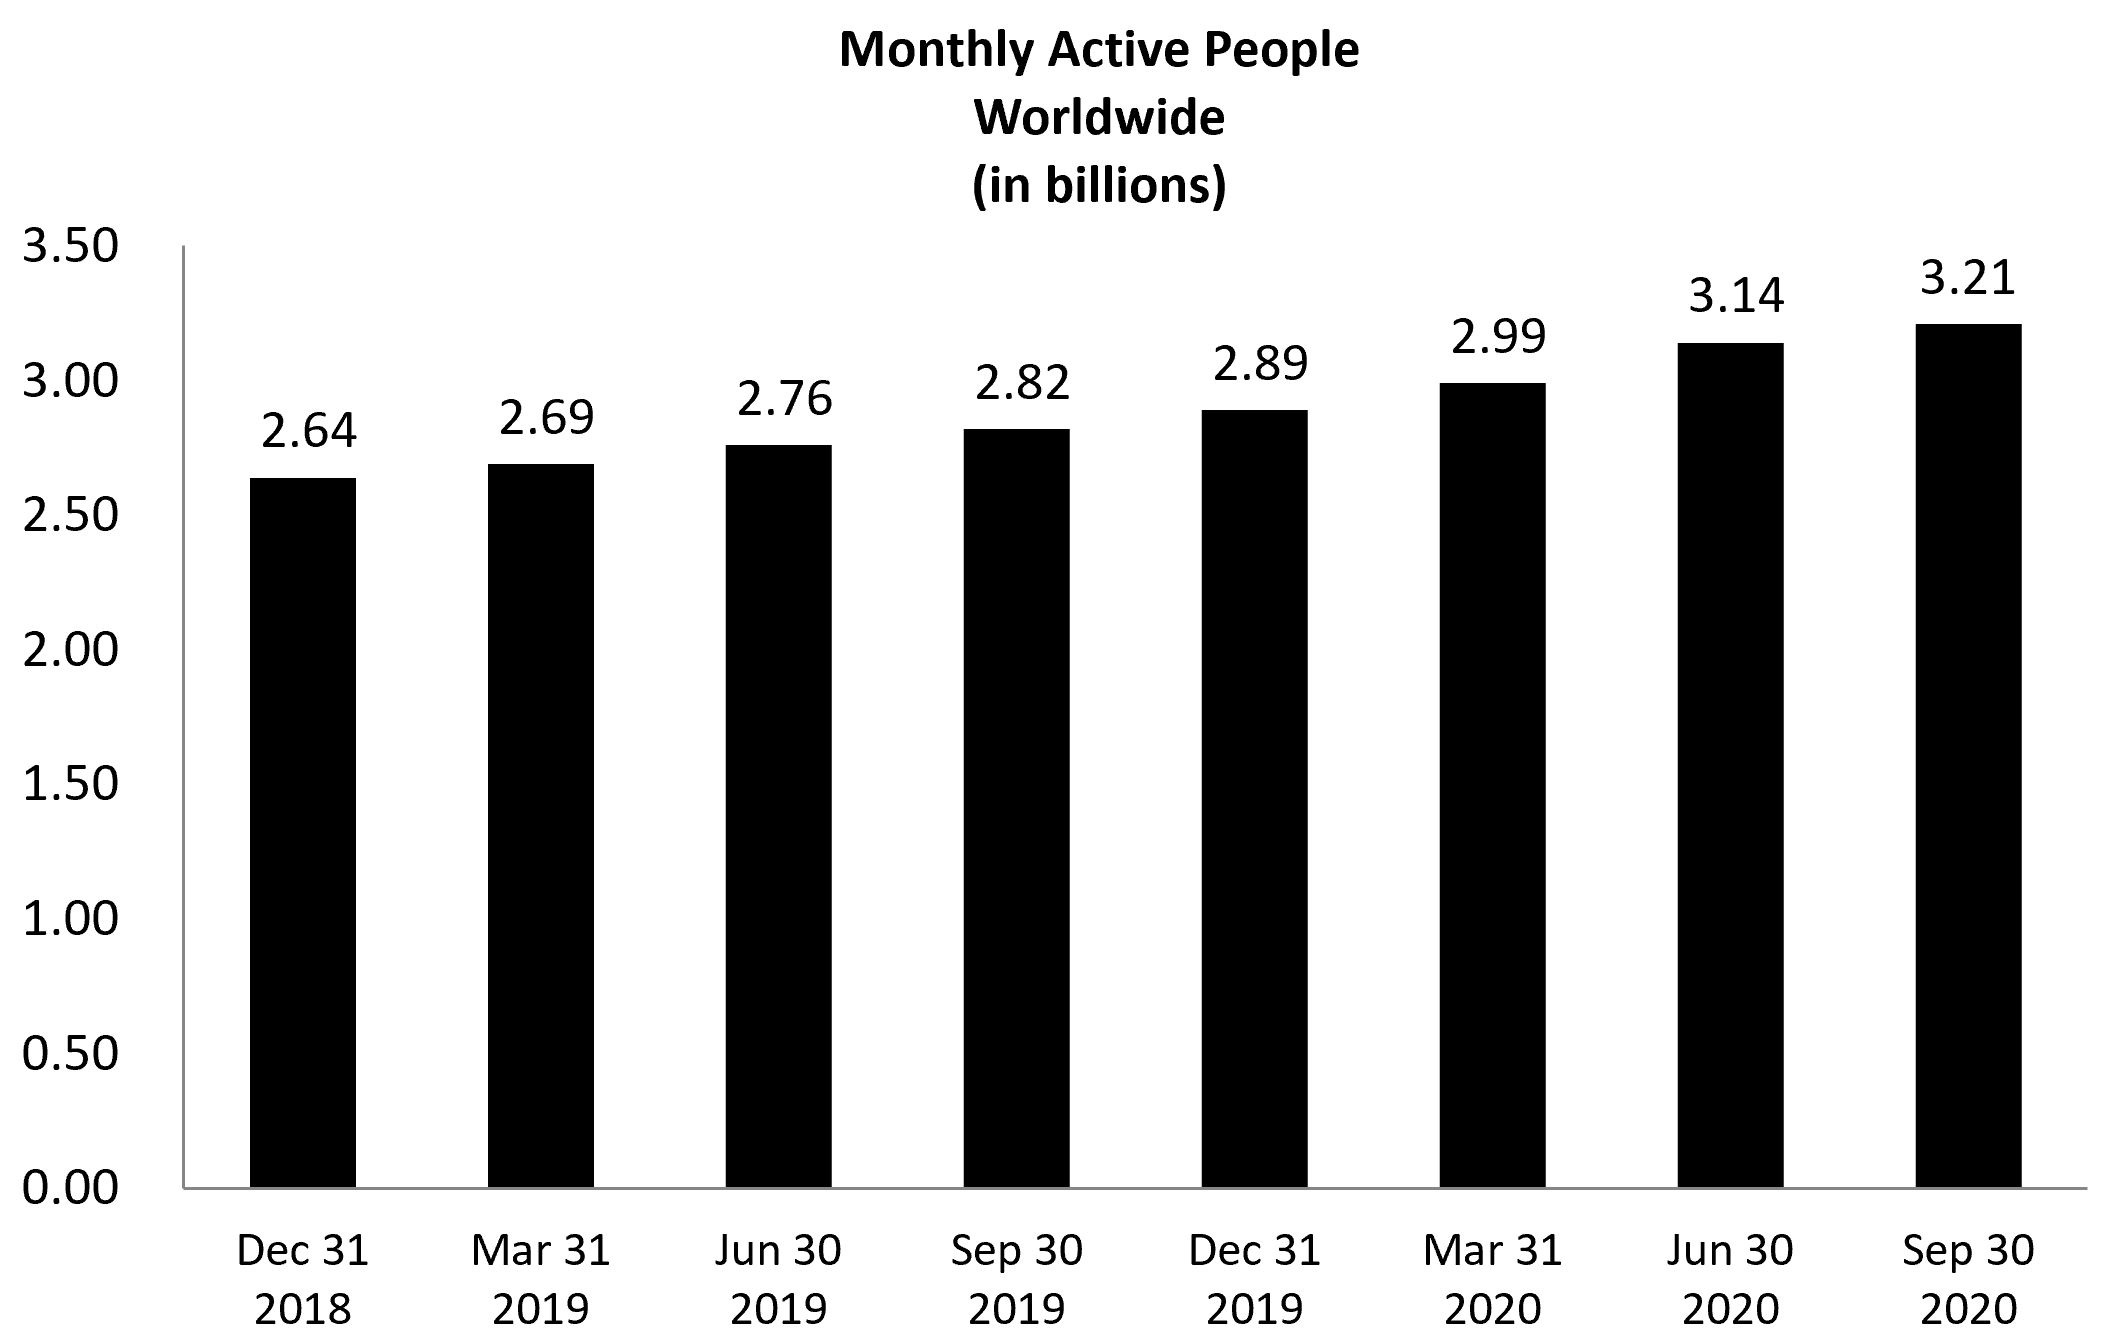 Monthly Active People
Worldwide
(in billions)
3.50
3.00
2.50
2.00
1.50
1.00
0.50
0.00
2.64
2.69
2.76
2.82
2.89
2.99
3.14
3.21
Dec 31
2018
Mar 31
2019
Jun 30
2019
Sep 30
2019
Dec 31
2019
Mar 31
2020
Jun 30
2020
Sep 30
2020